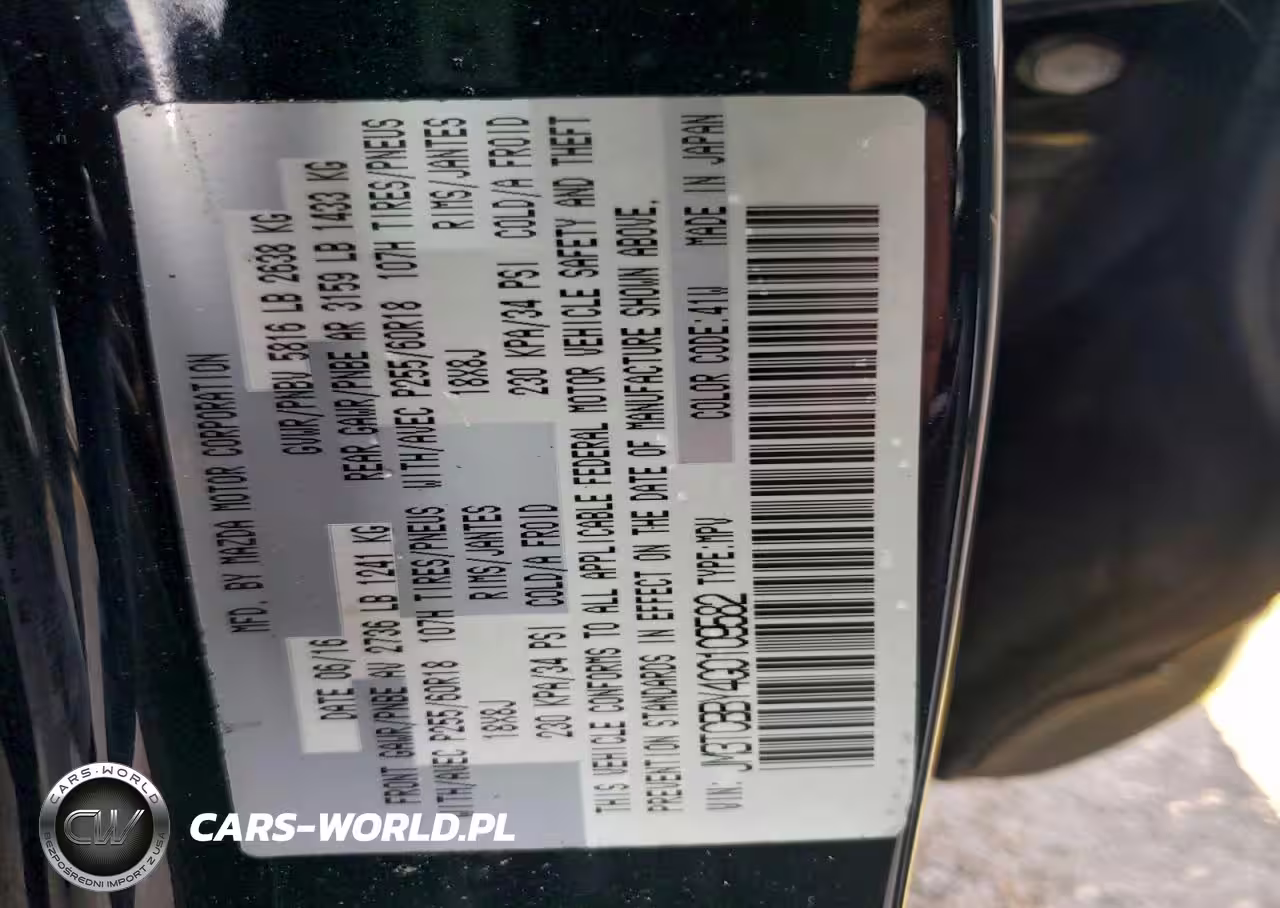 MFD. BY MAZDA MOTOR CORPORATION
DATE 06/16 GVWR/PNBV 5816 LB 2638 KG
FRONT GAWR/PNBE AV 2736 LB 1241 KG REAR GAWR/PNBE AR 3159 LB 1433 KG
WITH/AVEC P255/60R18 107H TIRES/PNEUS WITH/AVEC P255/60R18 107H TIRES/PNEUS
18X8J RIMS/JANTES 18X8J RIMS/JANTES
230 KPA/34 PSI COLD/A FROID 230 KPA/34 PSI COLD/A FROID
THIS VEHICLE CONFORMS TO ALL APPLICABLE FEDERAL MOTOR VEHICLE SAFETY AND THEFT
PREVENTION STANDARDS IN EFFECT ON THE DATE OF MANUFACTURE SHOWN ABOVE.
COLOR CODE:41W MADE IN JAPAN
VIN: JM3TCBBY4G0109582 TYPE:MPV
CARS-WORLD
CW
BEZPOŚREDNI IMPORT Z USA
CARS-WORLD.PL